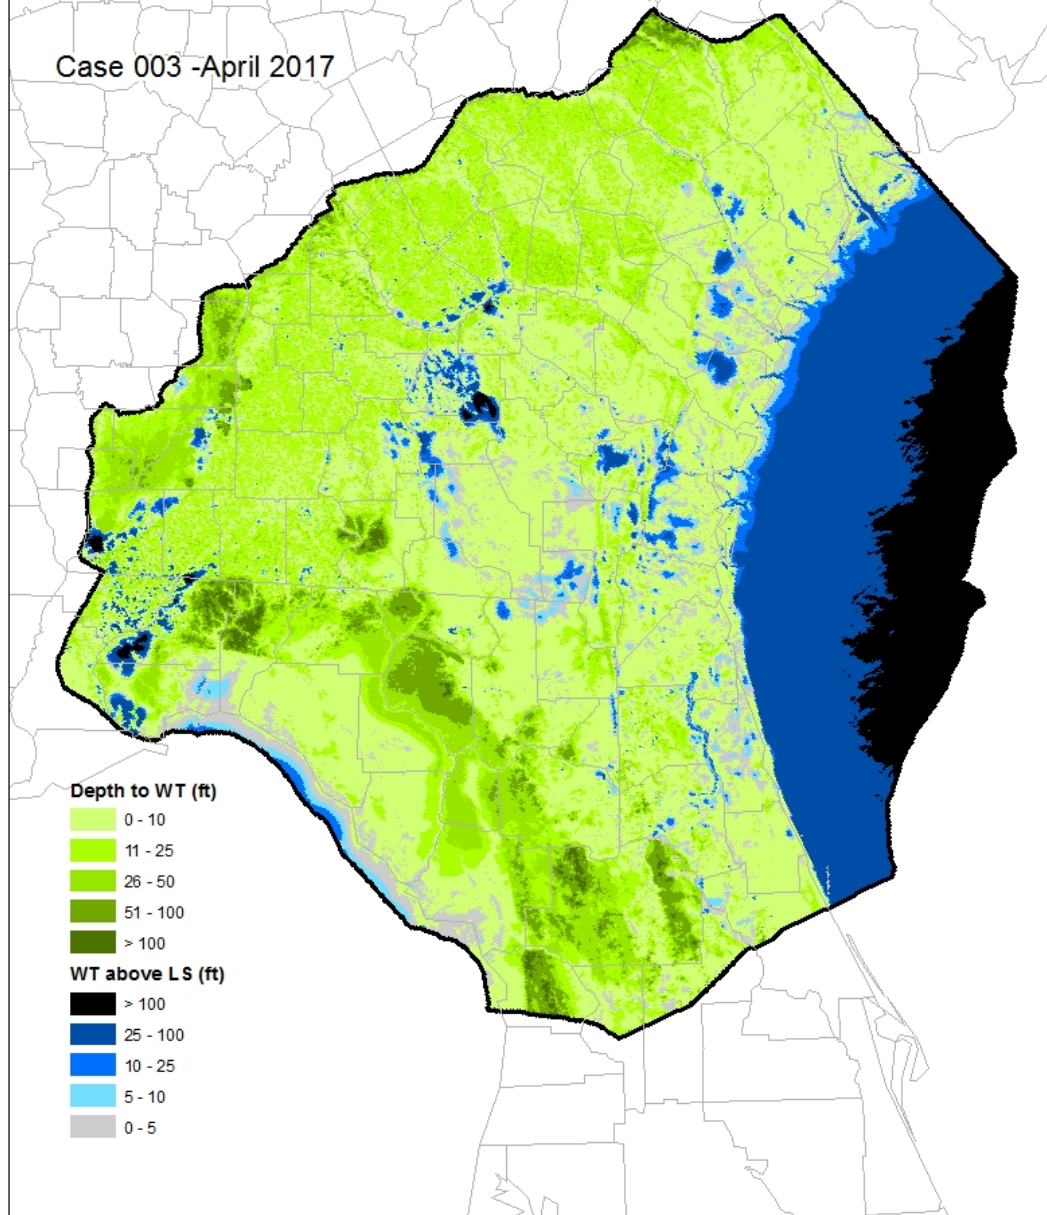 Case 003 -April 2017
Depth to WT (ft)
0 - 10
11 - 25
26 - 50
51 - 100
> 100
WT above LS (ft)
> 100
25 - 100
10 - 25
5 - 10
0 - 5